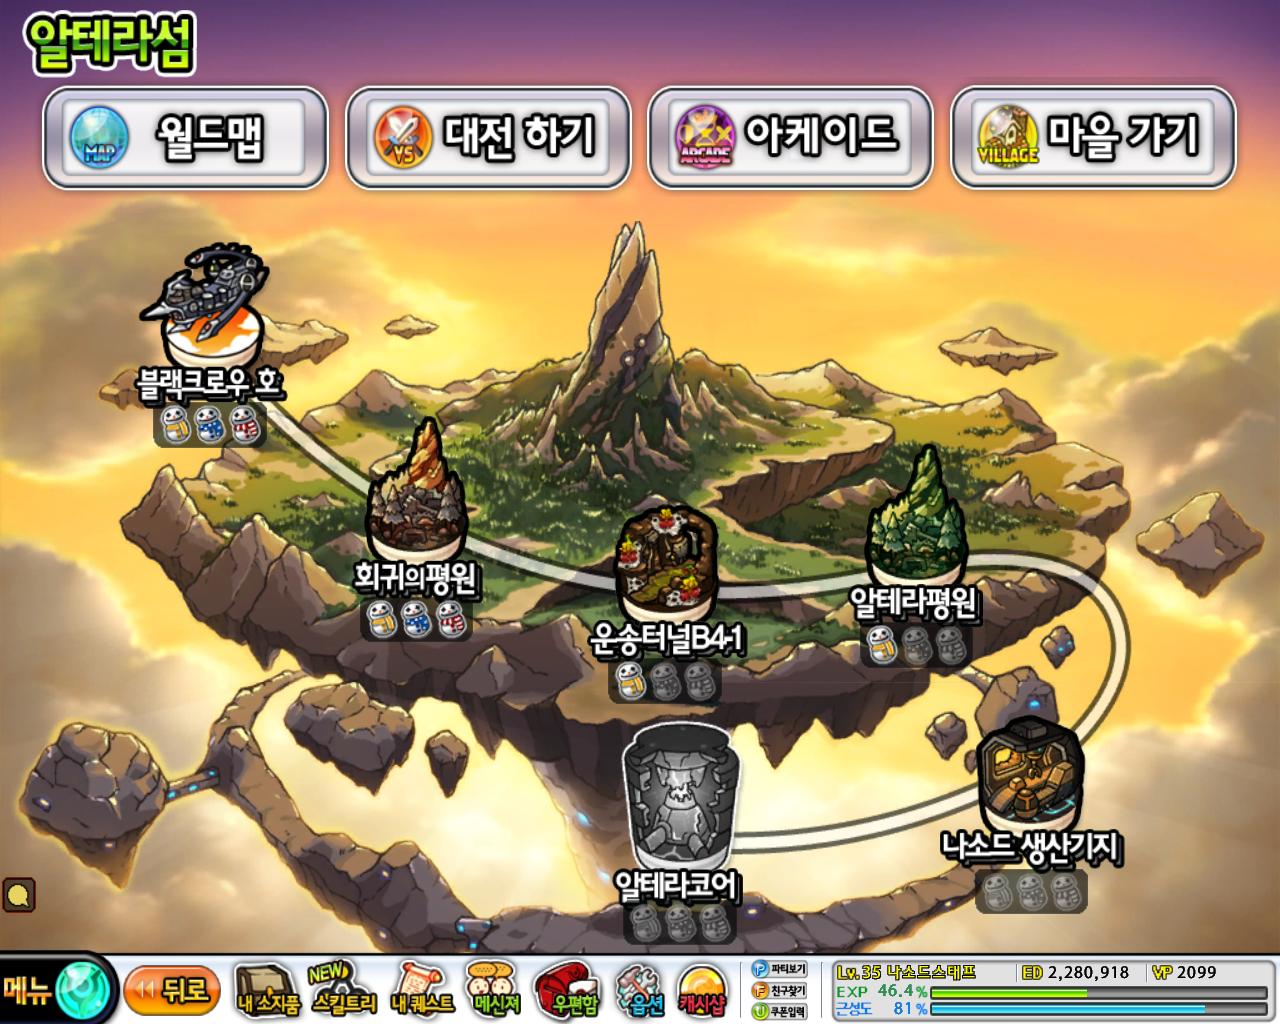 알테라섬
MAP 월드맵
VS 대전 하기
ARCADE 아케이드
VILLAGE 마을 가기
블랙크로우 호
회귀의평원
운송터널B4-1
알테라평원
나소드 생산기지
알테라코어
메뉴
뒤로
내 소지품
NEW
스킬트리
내 퀘스트
메신져
우편함
옵션
캐시샵
P 파티보기
F 친구찾기
U 쿠폰입력
Lv.35 나소드스태프
ED 2,280,918
VP 2099
EXP 46.4%
근성도 81%